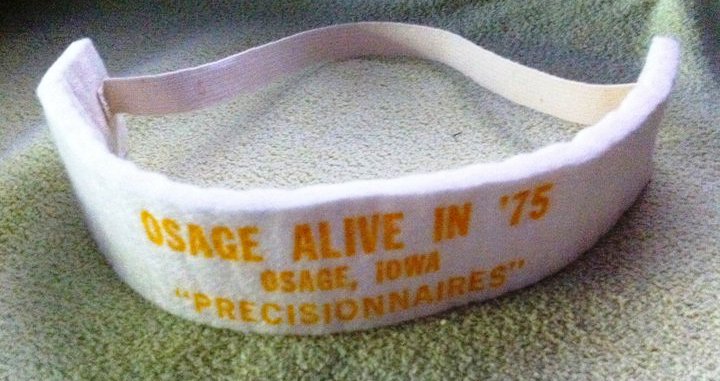 OSAGE ALIVE IN '75
OSAGE, IOWA
"PRECISIONNAIRES"